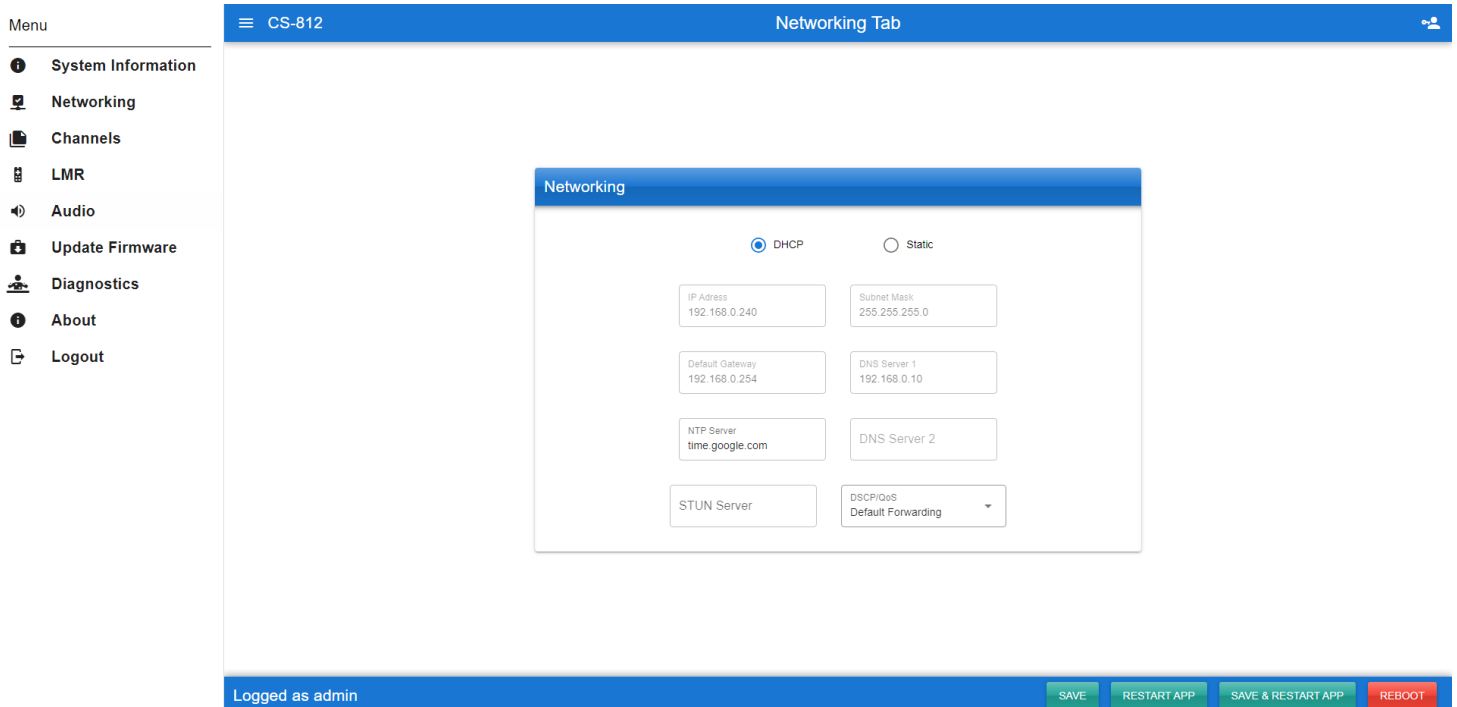 Menu
System Information
Networking
Channels
LMR
Audio
Update Firmware
Diagnostics
About
Logout
CS-812
Networking Tab
Networking
DHCP Static
IP Adress Subnet Mask
192.168.0.240 255.255.255.0
Default Gateway DNS Server 1
192.168.0.254 192.168.0.10
NTP Server
time.google.com
DNS Server 2
STUN Server
DSCP/QoS
Default Forwarding
Logged as admin
SAVE RESTART APP SAVE & RESTART APP REBOOT